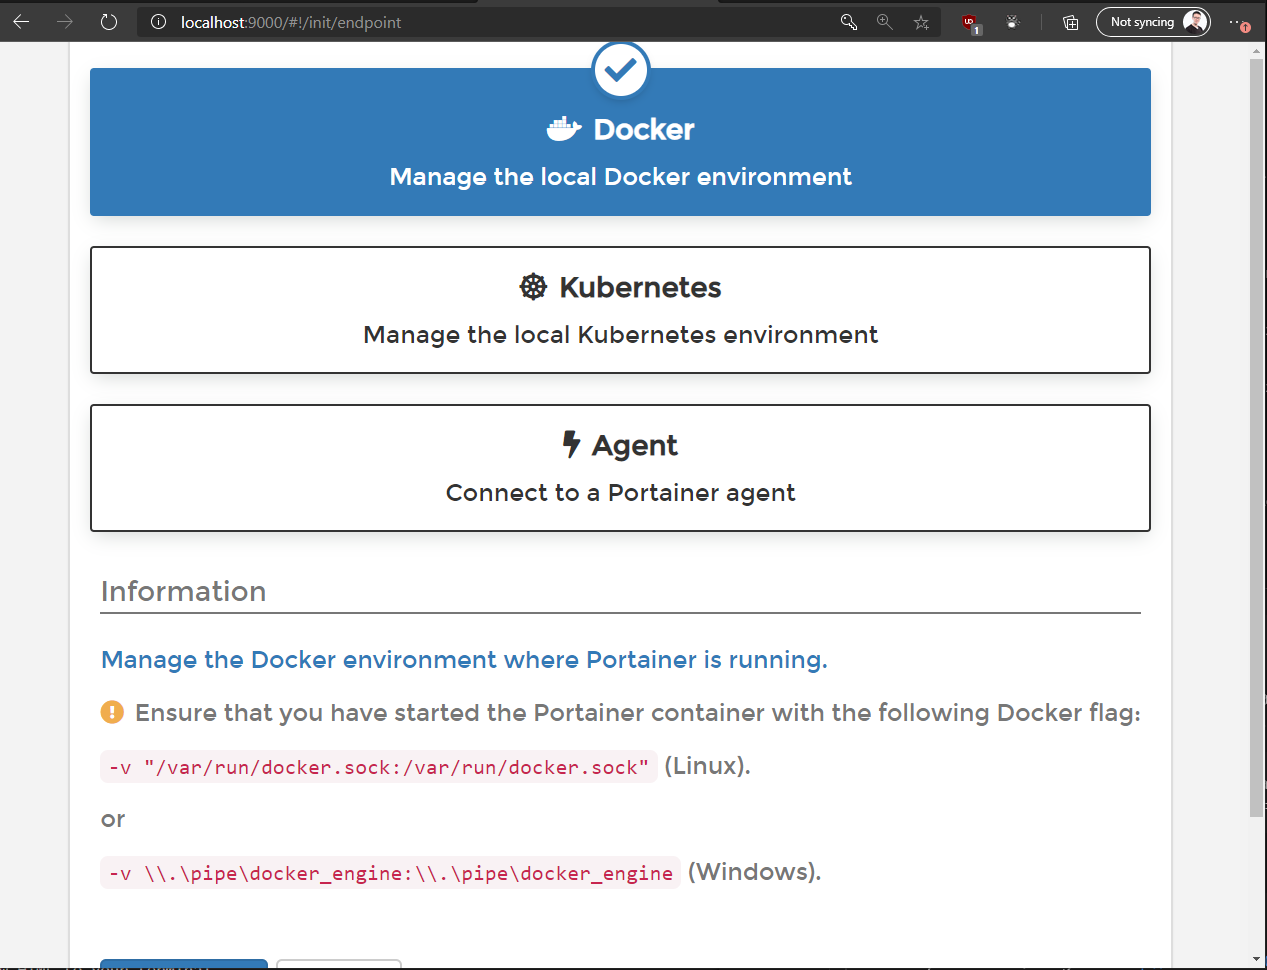 localhost:9000/#!/init/endpoint
1
Not syncing
Docker
Manage the local Docker environment
Kubernetes
Manage the local Kubernetes environment
Agent
Connect to a Portainer agent
Information
Manage the Docker environment where Portainer is running.
Ensure that you have started the Portainer container with the following Docker flag:
-v "/var/run/docker.sock:/var/run/docker.sock" (Linux).
or
-v \\.\pipe\docker_engine:\\.\pipe\docker_engine (Windows).